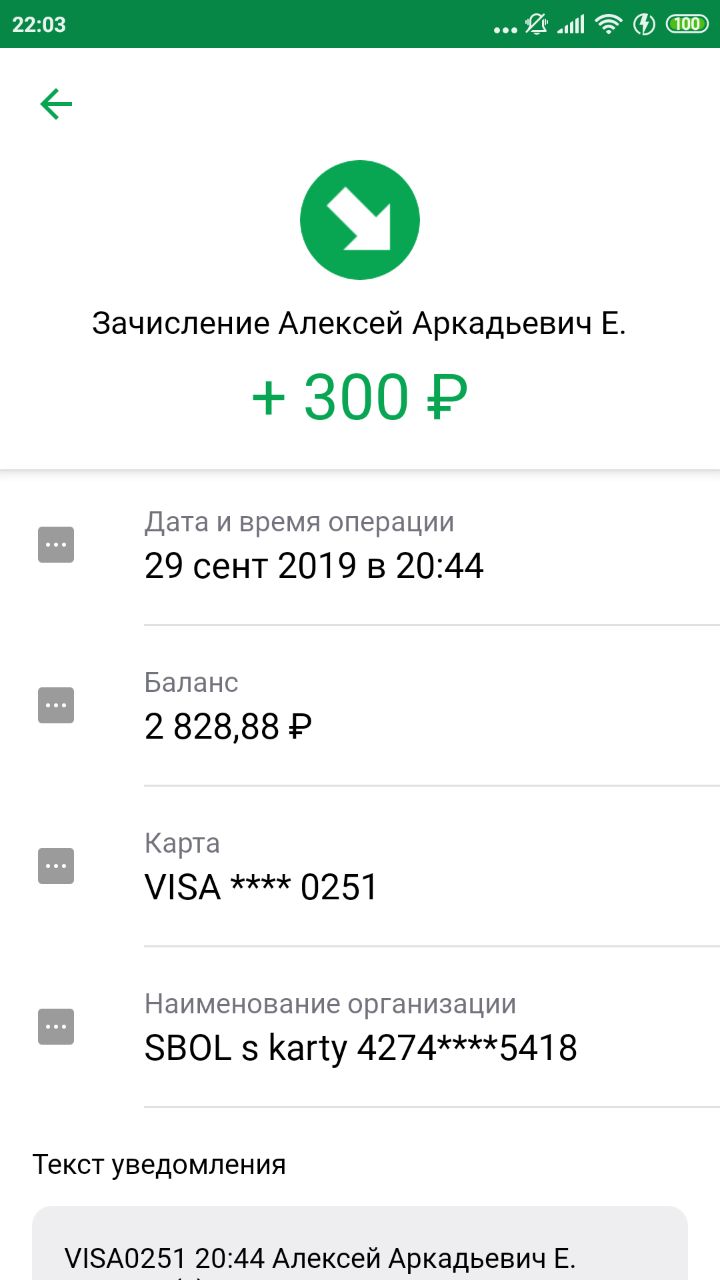 22:03
100
Зачисление Алексей Аркадьевич Е.
+ 300 ₽
Дата и время операции
29 сент 2019 в 20:44
Баланс
2 828,88 ₽
Карта
VISA **** 0251
Наименование организации
SBOL s karty 4274****5418
Текст уведомления
VISA0251 20:44 Алексей Аркадьевич Е.